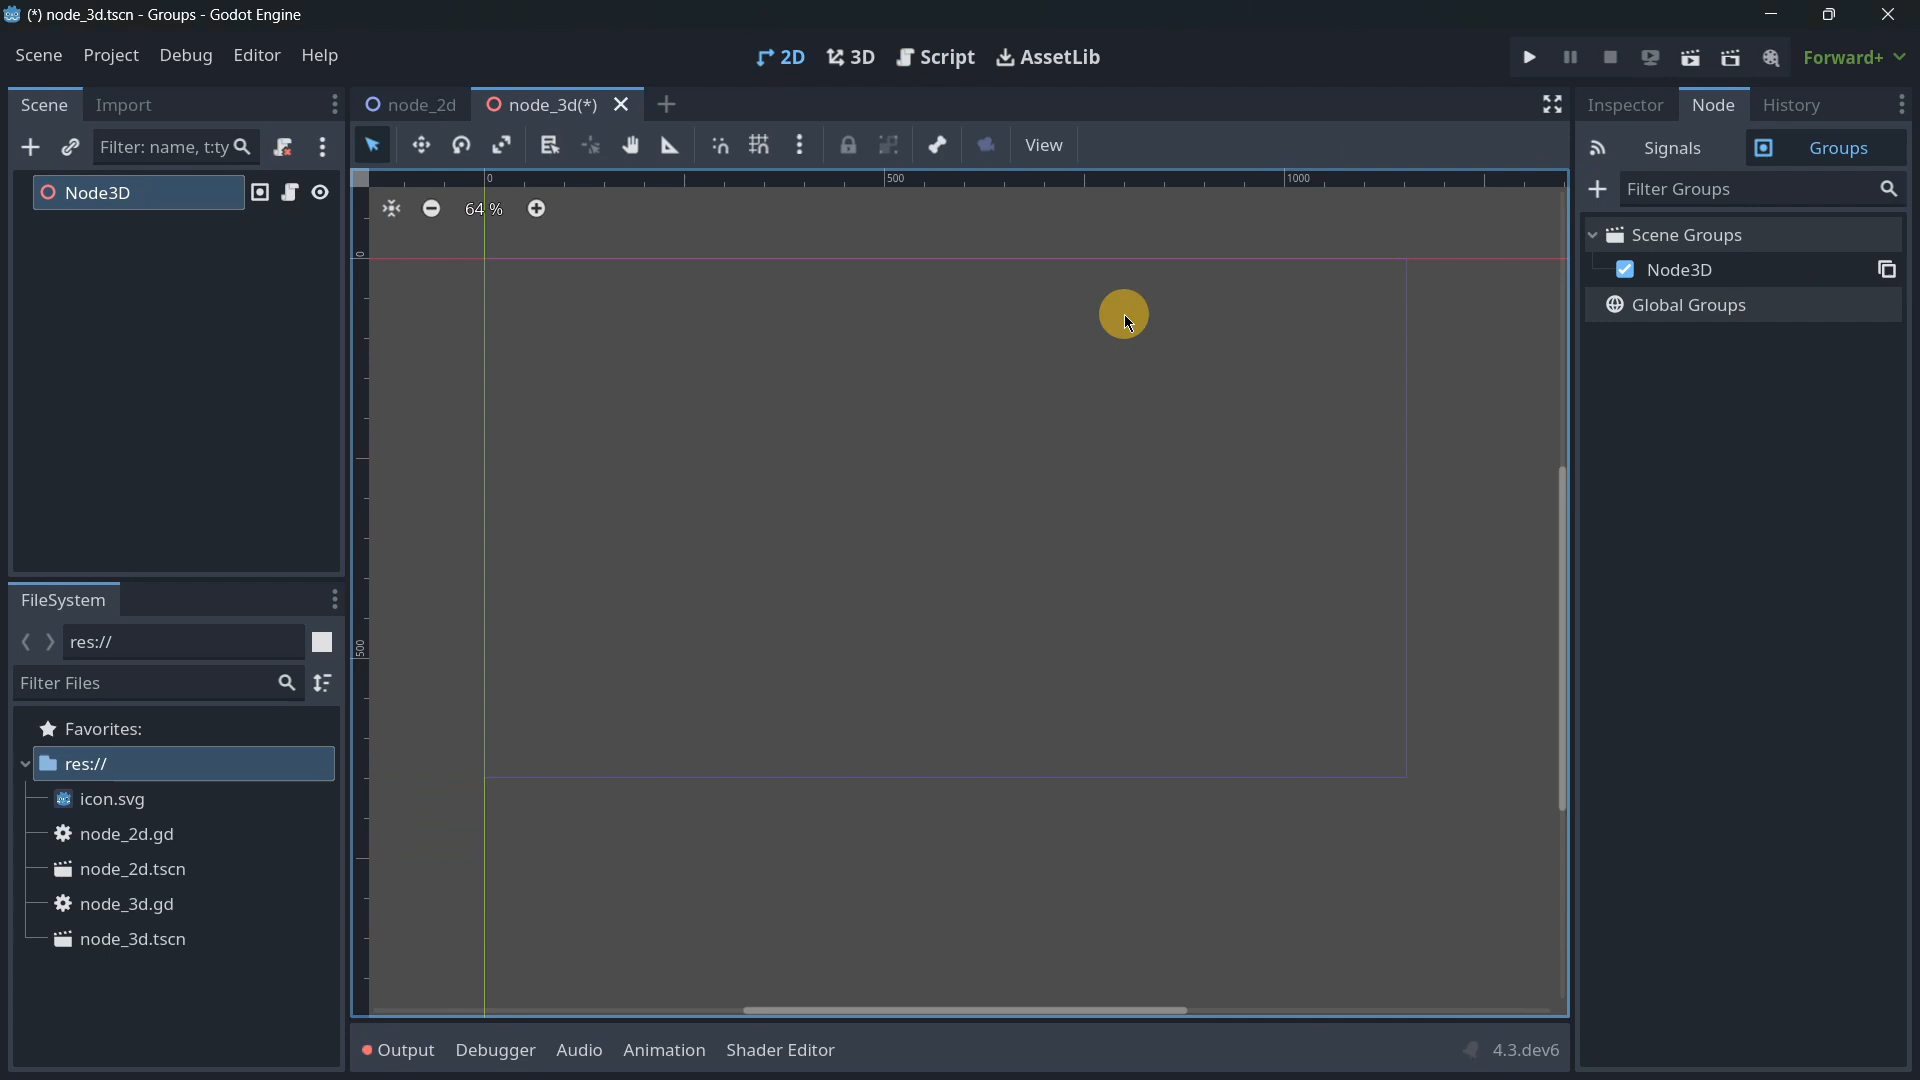 (*) node_3d.tscn - Groups - Godot Engine
Scene Project Debug Editor Help
2D 3D Script AssetLib
Forward+
Scene Import
node_2d node_3d(*)
Inspector Node History
Filter: name, t:ty
View
Signals Groups
Filter Groups
Node3D
0 500 1000
64 %
Scene Groups
Node3D
Global Groups
0
500
FileSystem
res://
Filter Files
Favorites:
res://
icon.svg
node_2d.gd
node_2d.tscn
node_3d.gd
node_3d.tscn
Output Debugger Audio Animation Shader Editor
4.3.dev6